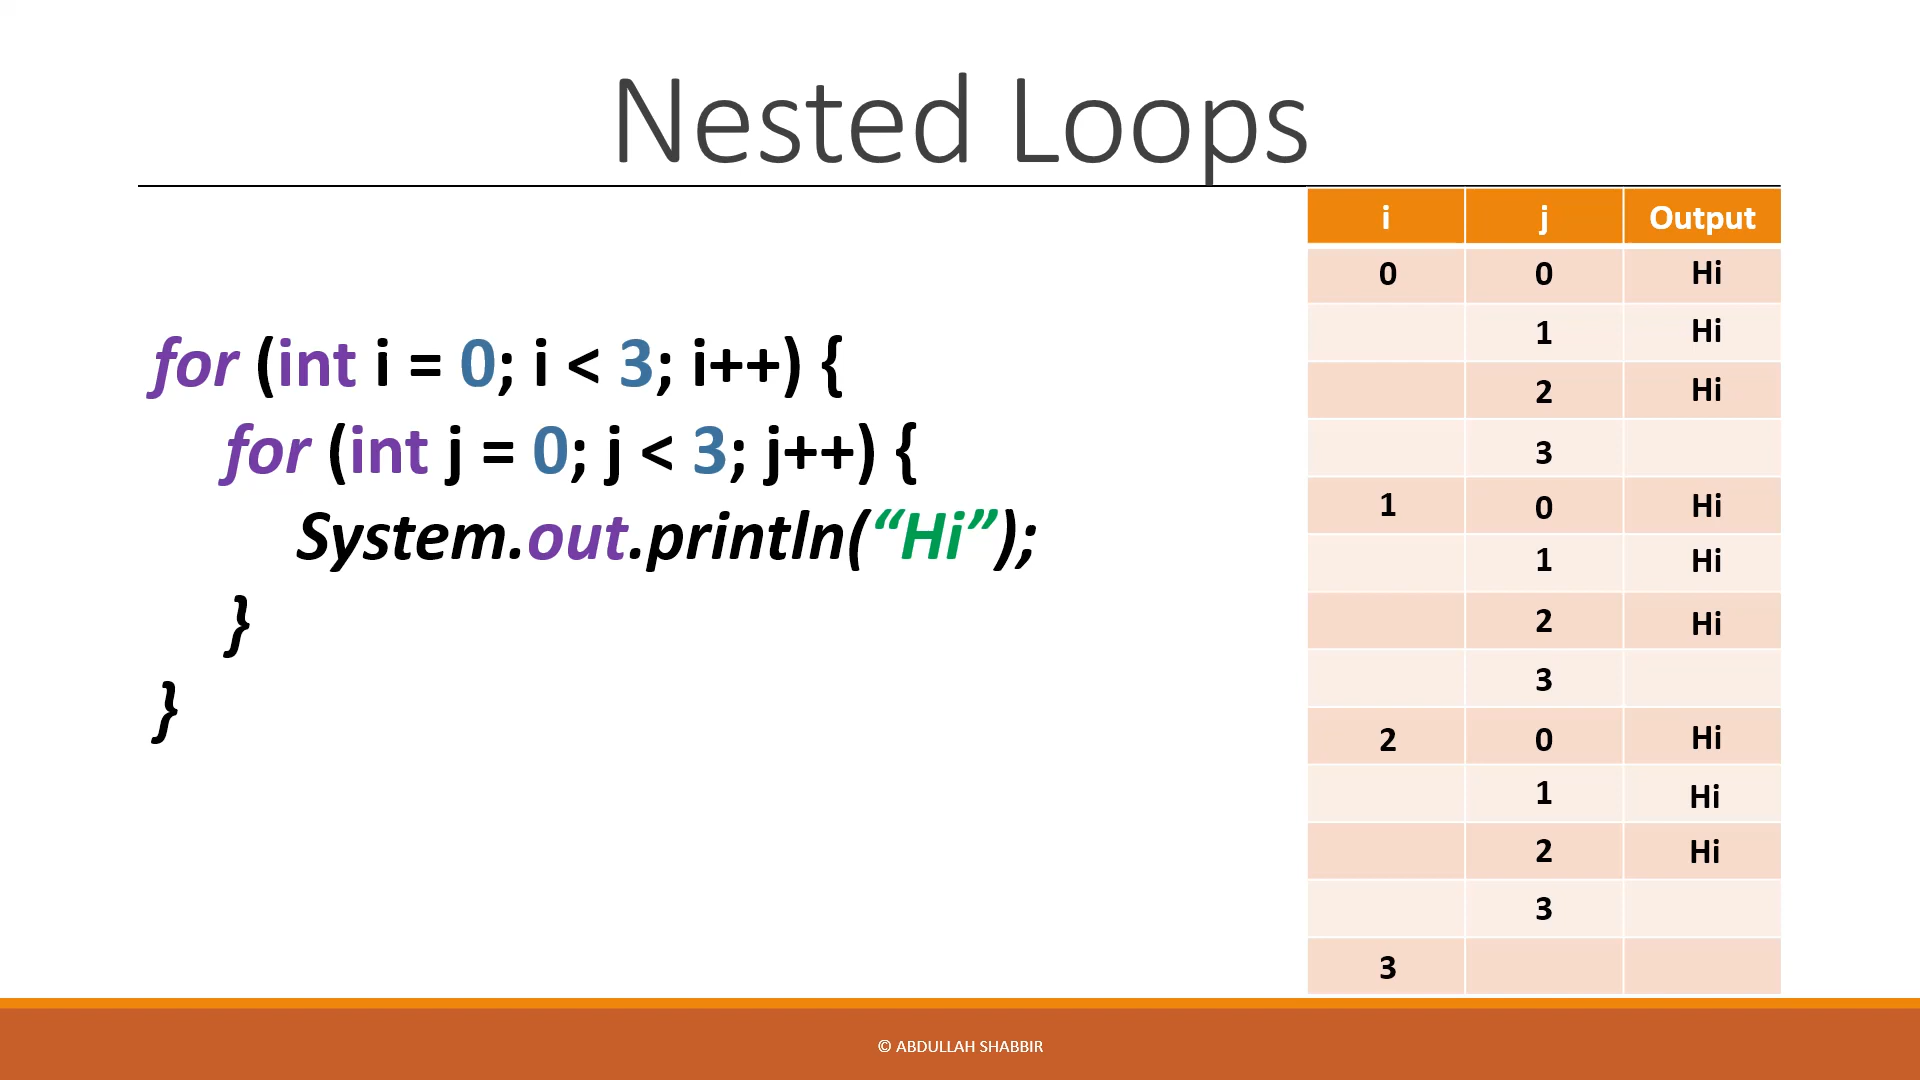 Nested Loops
for (int i = 0; i < 3; i++) {
for (int j = 0; j < 3; j++) {
System.out.println(“Hi”);
}
}
i j Output
0 0 Hi
1 Hi
2 Hi
3
1 0 Hi
1 Hi
2 Hi
3
2 0 Hi
1 Hi
2 Hi
3
3
© ABDULLAH SHABBIR